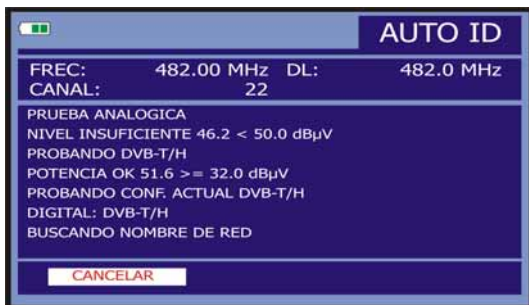 AUTO ID
FREC: 482.00 MHz DL: 482.0 MHz
CANAL: 22
PRUEBA ANALOGICA
NIVEL INSUFICIENTE 46.2 < 50.0 dBµV
PROBANDO DVB-T/H
POTENCIA OK 51.6 >= 32.0 dBµV
PROBANDO CONF. ACTUAL DVB-T/H
DIGITAL: DVB-T/H
BUSCANDO NOMBRE DE RED
CANCELAR